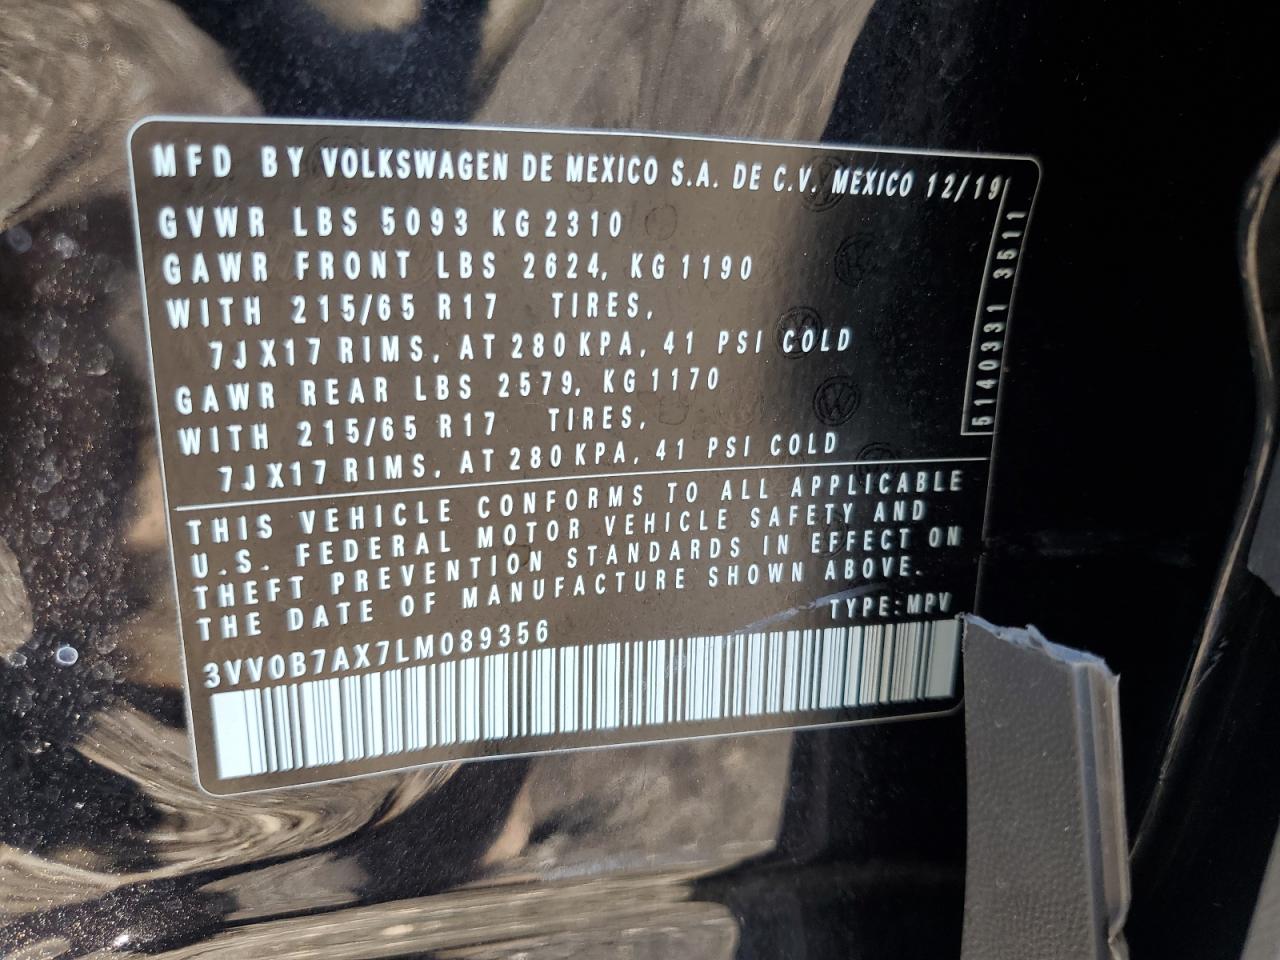 MFD BY VOLKSWAGEN DE MEXICO S.A. DE C.V. MEXICO 12/19
GVWR LBS 5093 KG 2310
GAWR FRONT LBS 2624, KG 1190
WITH 215/65 R17 TIRES,
7JX17 RIMS, AT 280 KPA, 41 PSI COLD
GAWR REAR LBS 2579, KG 1170
WITH 215/65 R17 TIRES,
7JX17 RIMS, AT 280 KPA, 41 PSI COLD
5140331 3511
THIS VEHICLE CONFORMS TO ALL APPLICABLE
U.S. FEDERAL MOTOR VEHICLE SAFETY AND
THEFT PREVENTION STANDARDS IN EFFECT ON
THE DATE OF MANUFACTURE SHOWN ABOVE.
TYPE: MPV
3VV0B7AX7LM089356